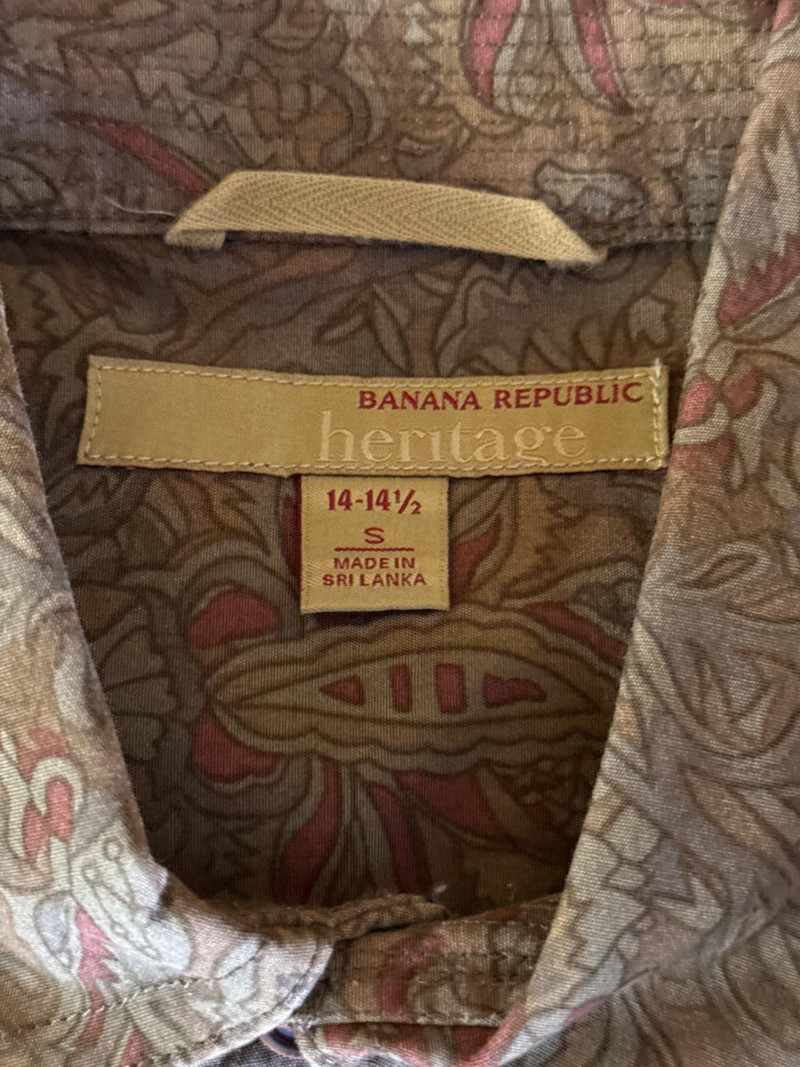 BANANA REPUBLIC
heritage
14-14½
S
MADE IN
SRI LANKA